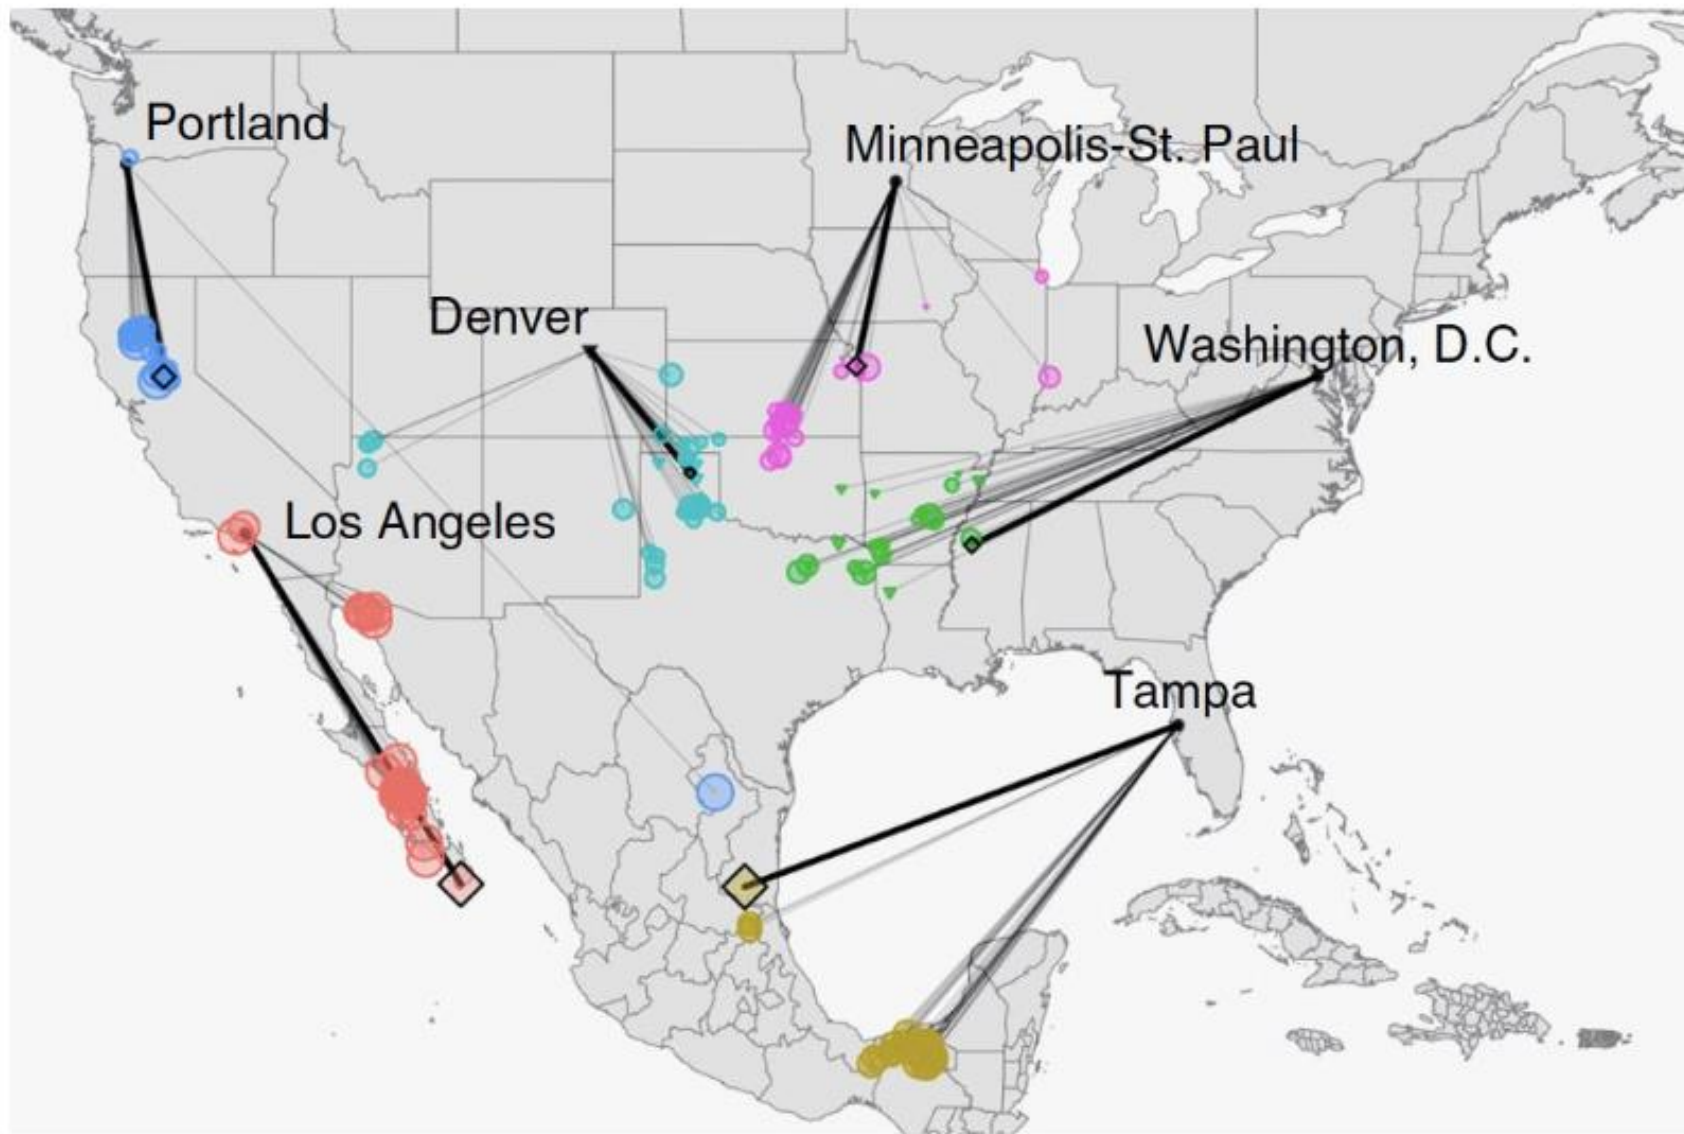 Portland
Minneapolis-St. Paul
Denver
Washington, D.C.
Los Angeles
Tampa